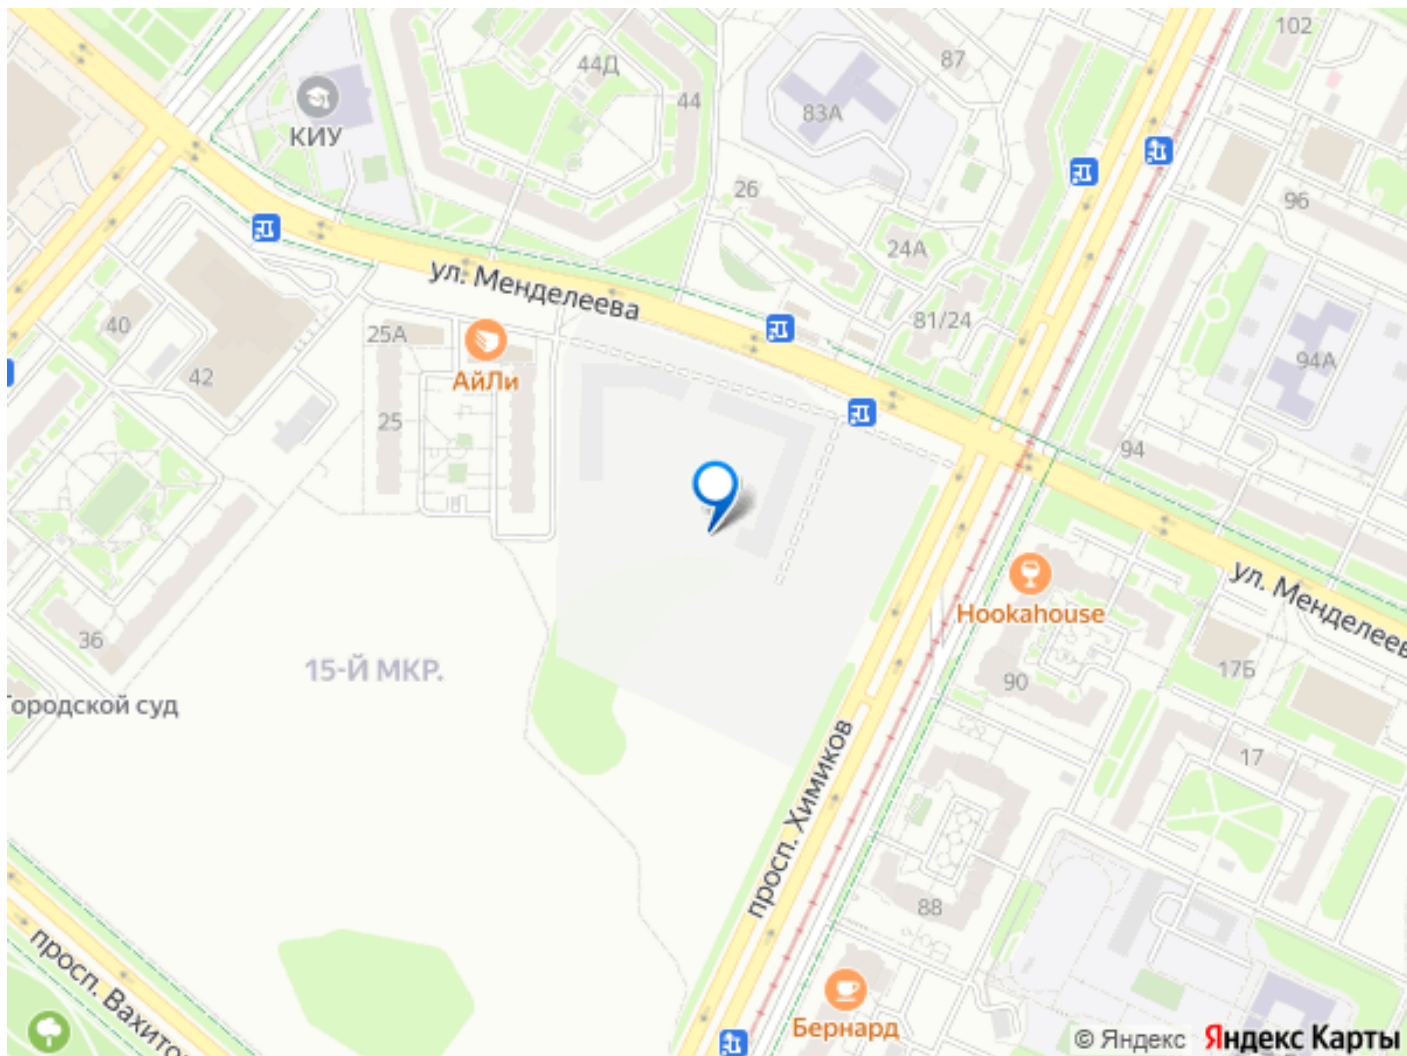 102
87
44Д
44
83А
КИУ
26
96
24А
ул. Менделеева
81/24
40
25А
94А
АйЛи
42
25
94
ул. Менделеев
Hookahouse
36
15-Й МКР.
17Б
90
Городской суд
17
просп. Химиков
88
просп. Вахитов
Бернард
© Яндекс
Яндекс Карты